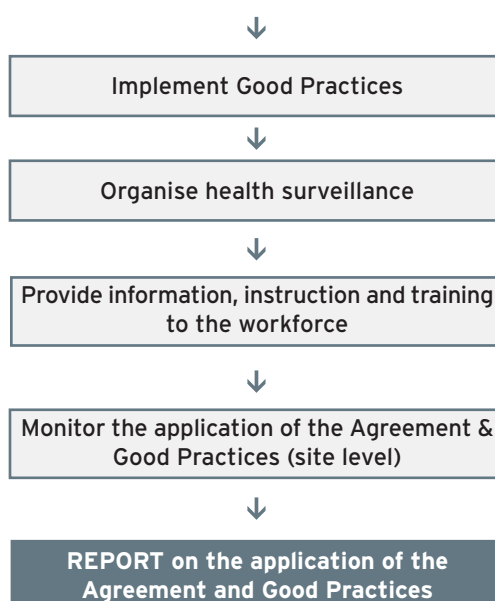 Implement Good Practices
Organise health surveillance
Provide information, instruction and training
to the workforce
Monitor the application of the Agreement &
Good Practices (site level)
REPORT on the application of the
Agreement and Good Practices